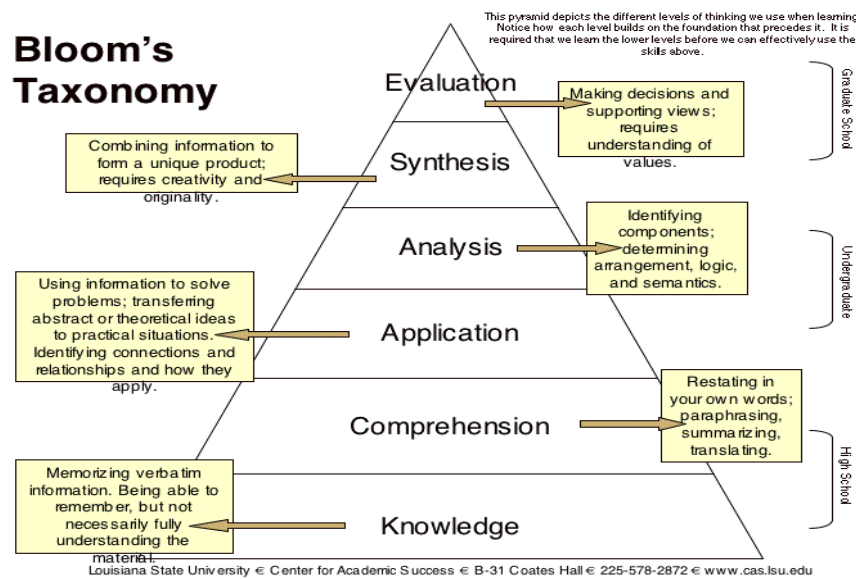 This pyramid depicts the different levels of thinking we use when learning.
Notice how each level builds on the foundation that precedes it. It is
required that we learn the lower levels before we can effectively use the
skills above.
Bloom's
Taxonomy
Evaluation
Making decisions and
supporting views;
requires
understanding of
values.
Graduate School
Combining information to
form a unique product;
requires creativity and
originality.
Synthesis
Analysis
Identifying
components;
determining
arrangement, logic,
and semantics.
Undergraduate
Using information to solve
problems; transferring
abstract or theoretical ideas
to practical situations.
Identifying connections and
relationships and how they
apply.
Application
Comprehension
Restating in
your own words;
paraphrasing,
summarizing,
translating.
High School
Memorizing verbatim
information. Being able to
remember, but not
necessarily fully
understanding the
material.
Knowledge
Louisiana State University € Center for Academic Success € B-31 Coates Hall € 225-578-2872 € www.cas.lsu.edu